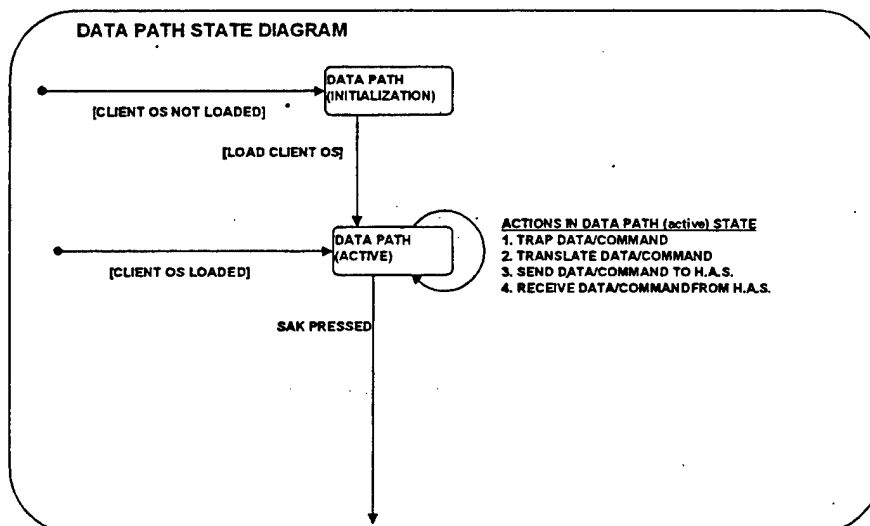 DATA PATH STATE DIAGRAM
DATA PATH
(INITIALIZATION)
[CLIENT OS NOT LOADED]
[LOAD CLIENT OS]
DATA PATH
(ACTIVE)
[CLIENT OS LOADED]
ACTIONS IN DATA PATH (active) STATE
1. TRAP DATA/COMMAND
2. TRANSLATE DATA/COMMAND
3. SEND DATA/COMMAND TO H.A.S.
4. RECEIVE DATA/COMMAND FROM H.A.S.
SAK PRESSED